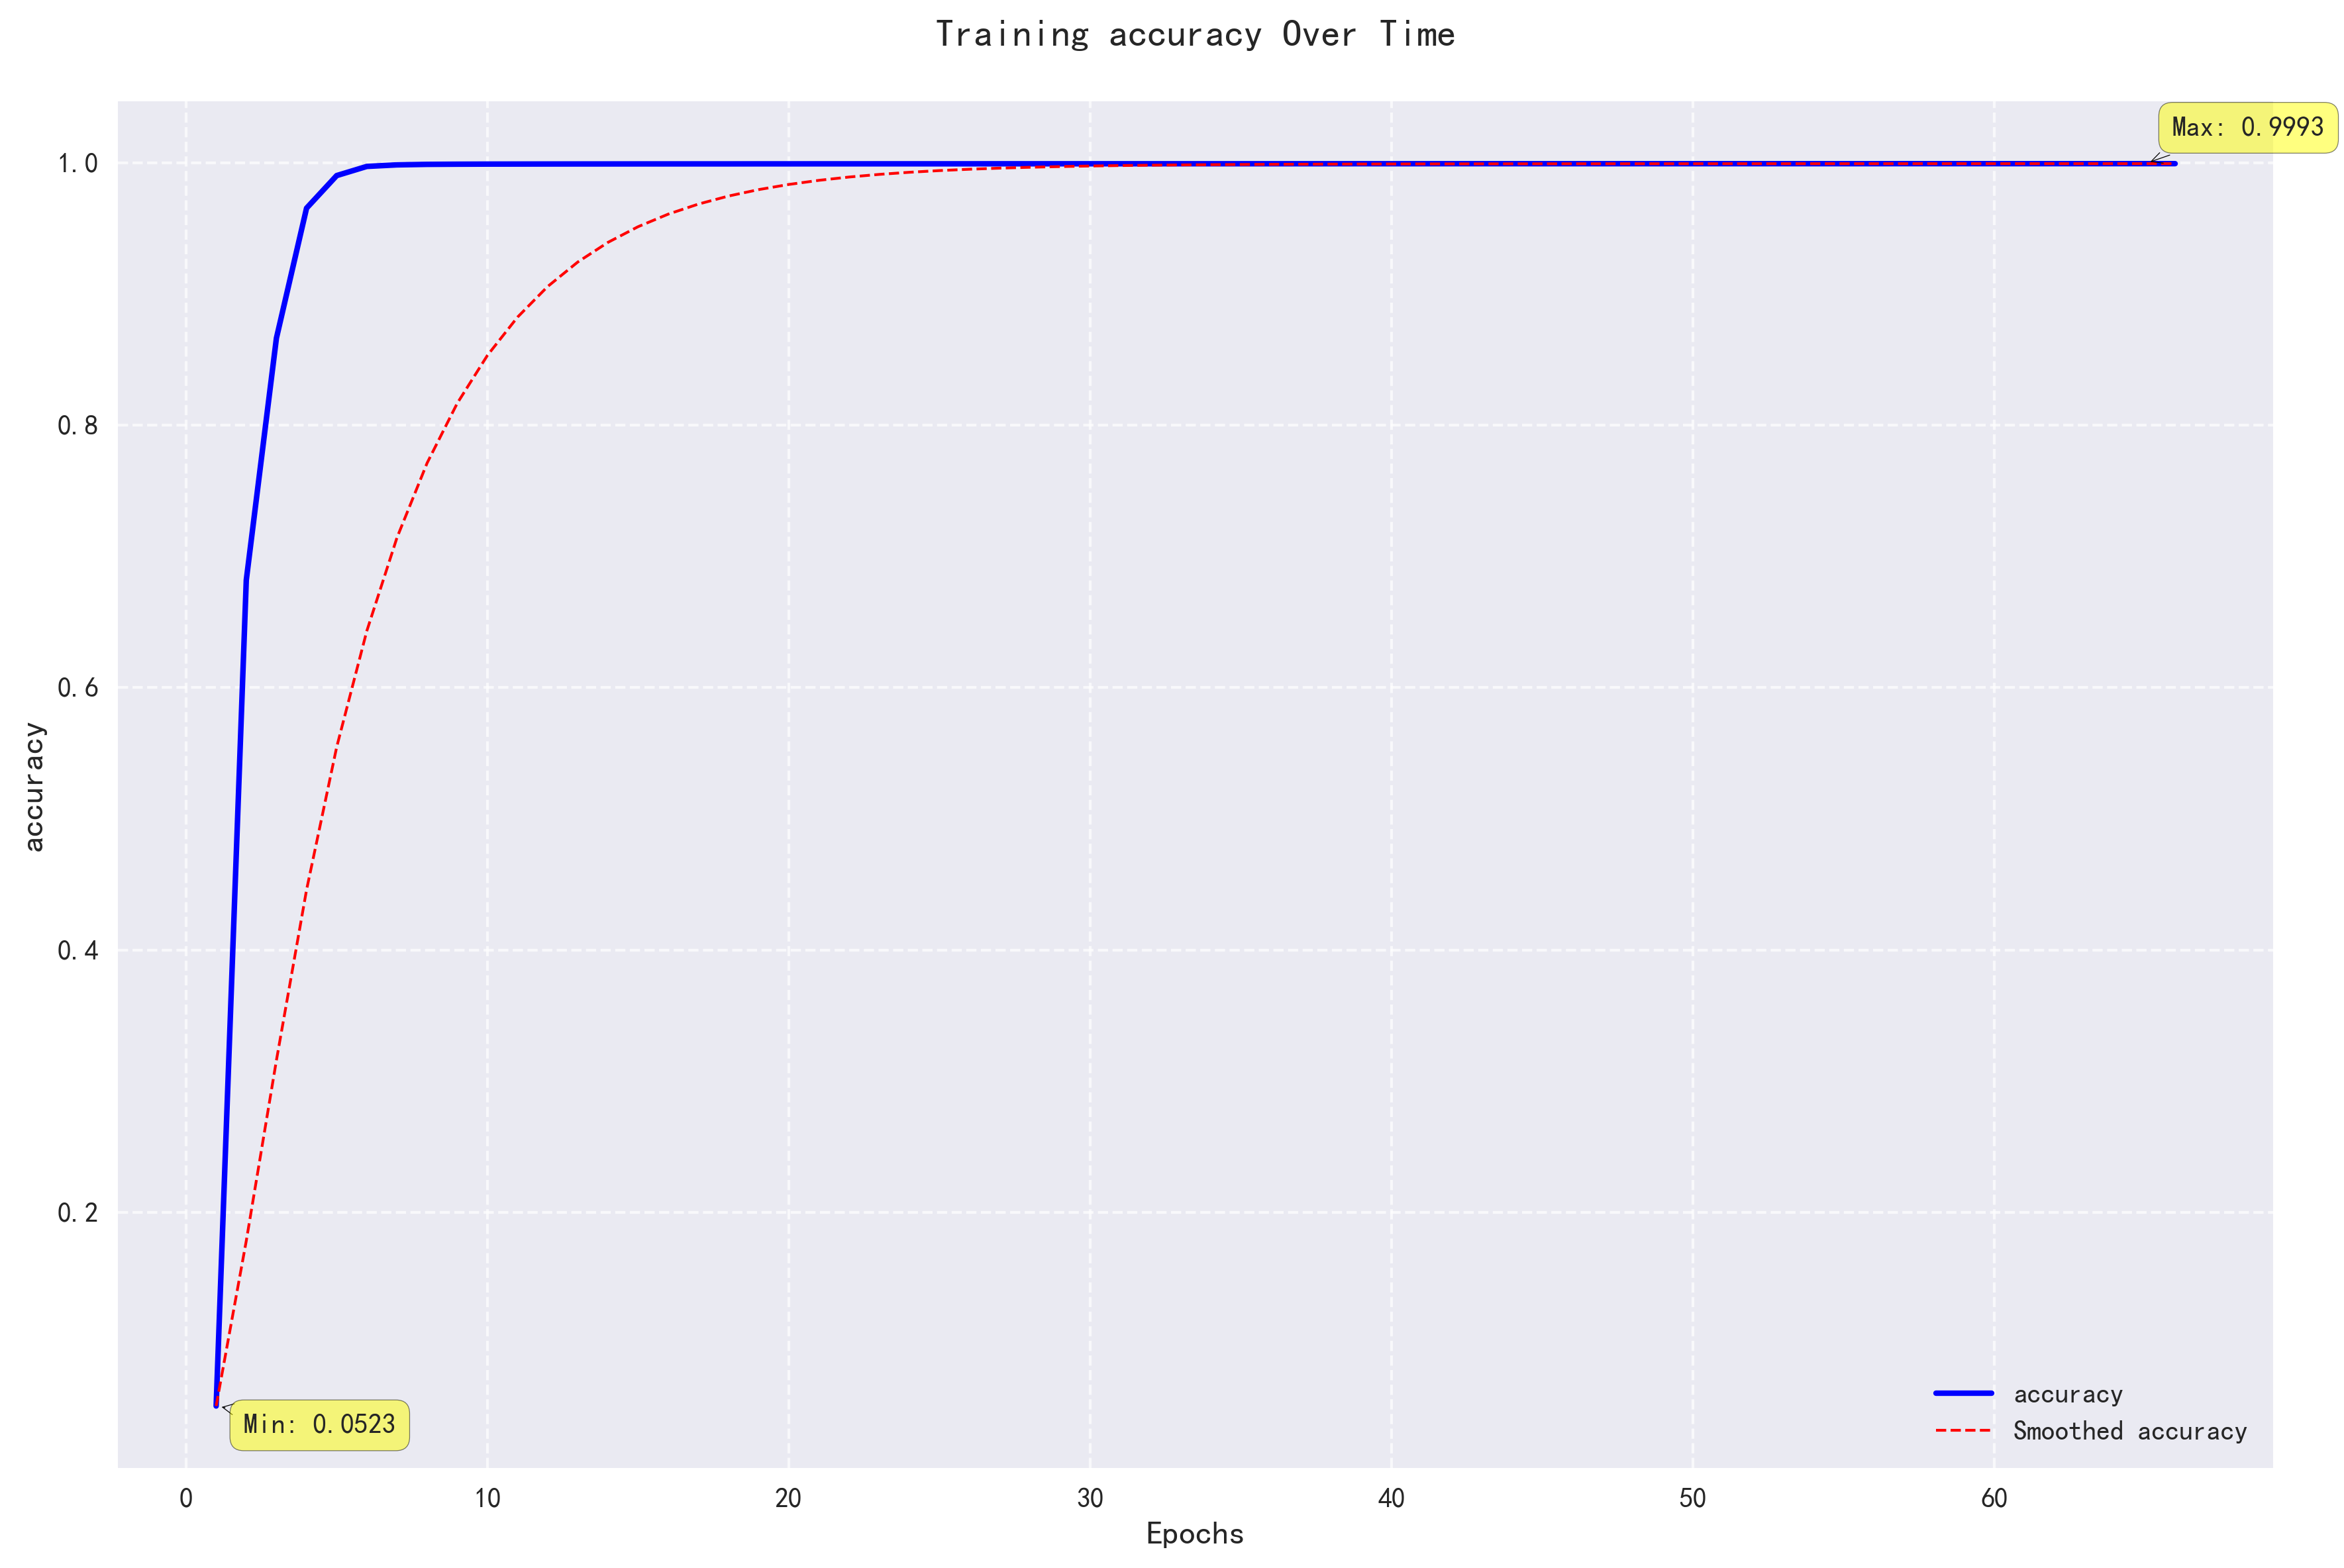 Training accuracy Over Time
Max: 0.9993
1.0
0.8
0.6
0.4
0.2
accuracy
Min: 0.0523
accuracy
Smoothed accuracy
0 10 20 30 40 50 60
Epochs